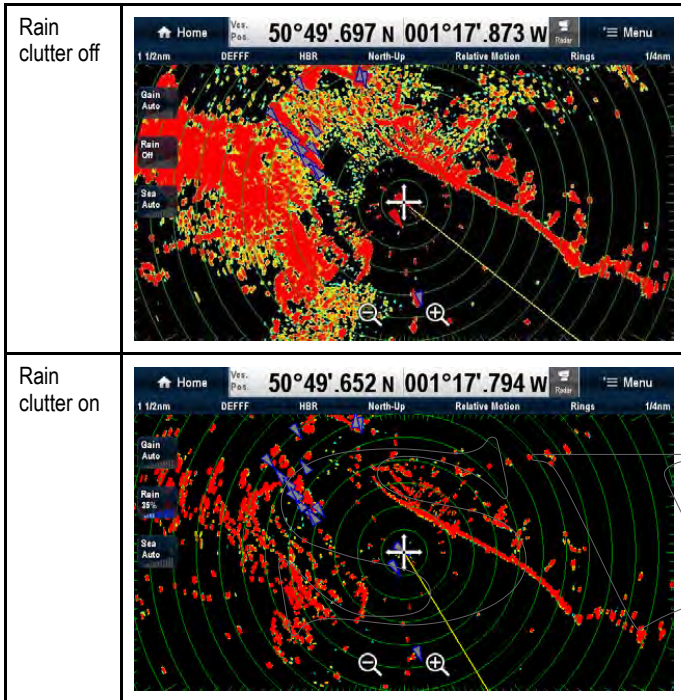 Rain
clutter off
Home Ves. Pos. 50°49'.697 N 001°17'.873 W Radar Menu
1 1/2nm DEFFF HBR North-Up Relative Motion Rings 1/4nm
Gain
Auto
Rain
Off
Sea
Auto
Rain
clutter on
Home Ves. Pos. 50°49'.652 N 001°17'.794 W Radar Menu
1 1/2nm DEFFF HBR North-Up Relative Motion Rings 1/4nm
Gain
Auto
Rain
35%
Sea
Auto